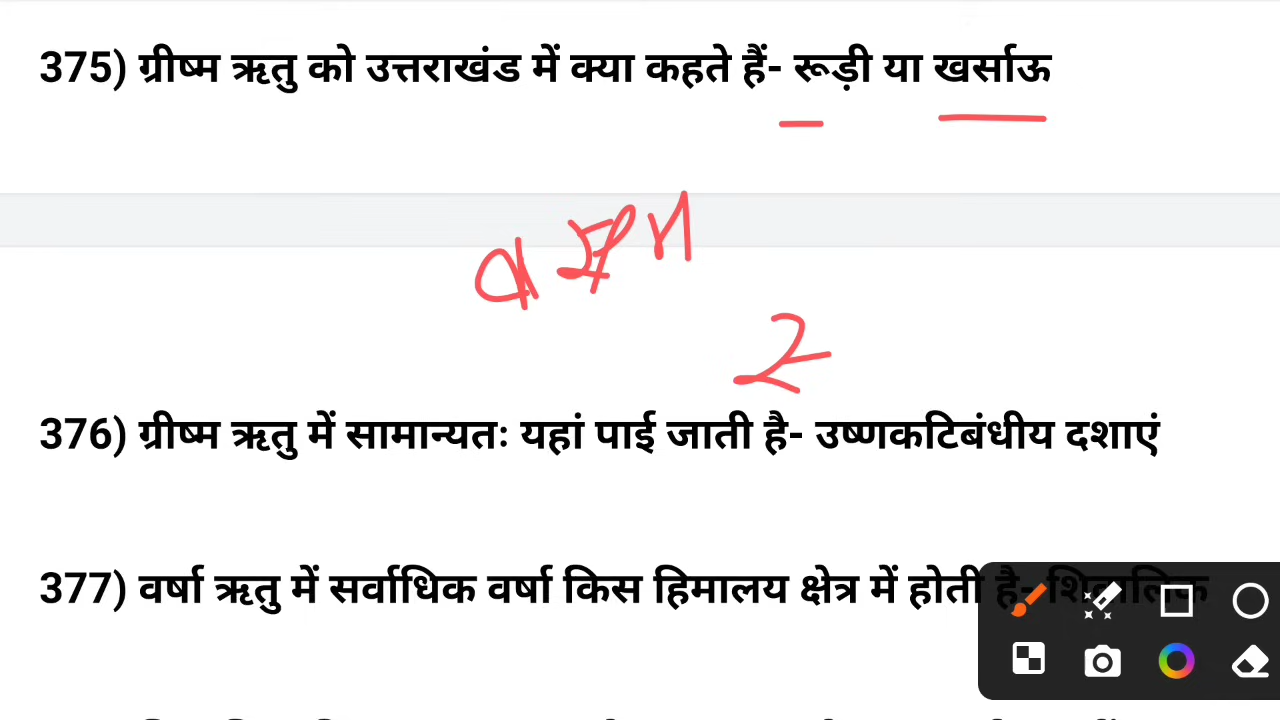 375) ग्रीष्म ऋतु को उत्तराखंड में क्या कहते हैं- रूड़ी या खर्साऊ
2
376) ग्रीष्म ऋतु में सामान्यतः यहां पाई जाती है- उष्णकटिबंधीय दशाएं
377) वर्षा ऋतु में सर्वाधिक वर्षा किस हिमालय क्षेत्र में होती है- शिवालिक